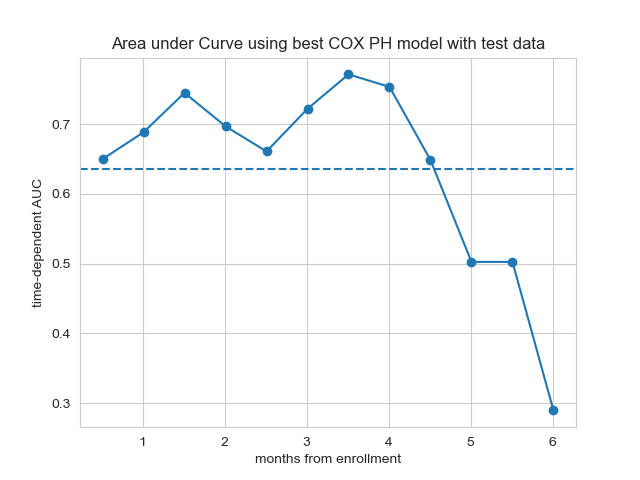 Area under Curve using best COX PH model with test data
time-dependent AUC
0.7
0.6
0.5
0.4
0.3
1 2 3 4 5 6
months from enrollment